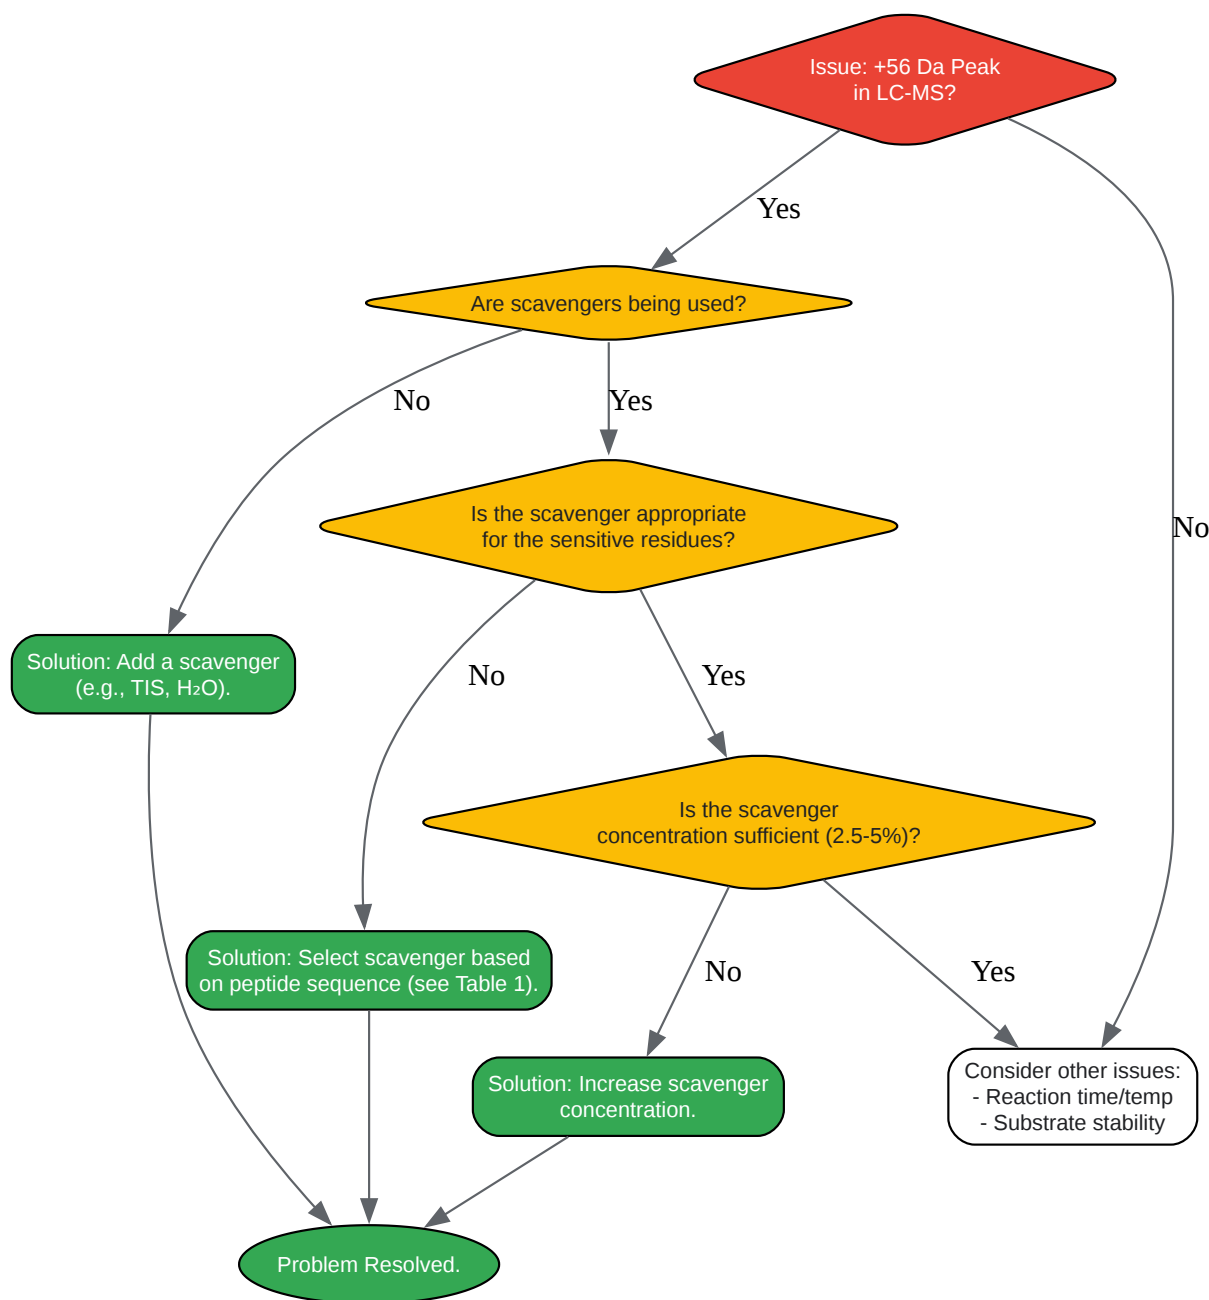 Issue: +56 Da Peak
in LC-MS?
Yes
Are scavengers being used?
No
Yes
Is the scavenger appropriate
for the sensitive residues?
No
Solution: Add a scavenger
(e.g., TIS, H₂O).
No
Yes
Is the scavenger
concentration sufficient (2.5-5%)?
Solution: Select scavenger based
on peptide sequence (see Table 1).
No
Yes
Solution: Increase scavenger
concentration.
Consider other issues:
- Reaction time/temp
- Substrate stability
Problem Resolved.